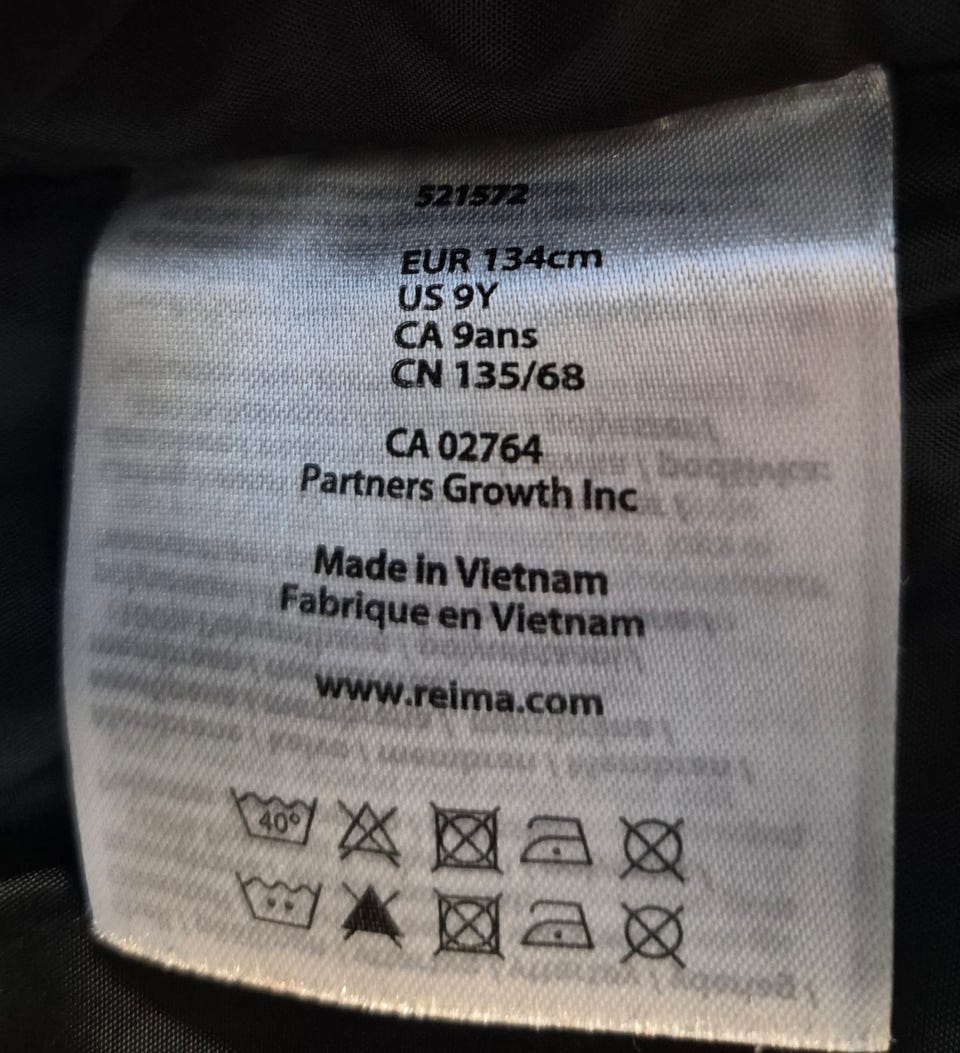 521572
EUR 134cm
US 9Y
CA 9ans
CN 135/68
CA 02764
Partners Growth Inc
Made in Vietnam
Fabrique en Vietnam
www.reima.com
40°